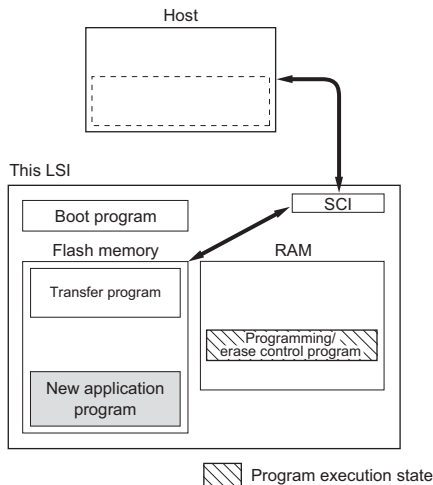 Host
This LSI
SCI
Boot program
Flash memory
RAM
Transfer program
Programming/
erase control program
New application
program
Program execution state